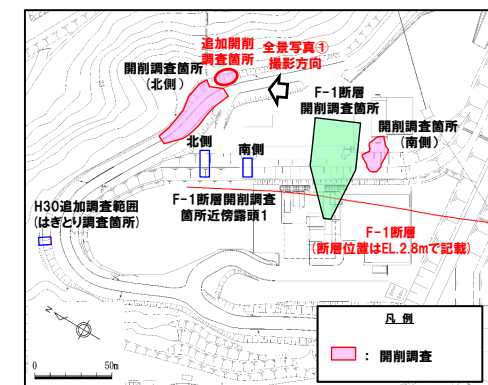 追加開削
調査箇所
全景写真①
撮影方向
開削調査箇所
(北側)
F-1断層
開削調査箇所
開削調査箇所
(南側)
北側
南側
H30追加調査範囲
(はぎとり調査箇所)
F-1断層開削調査
箇所近傍露頭1
F-1断層
(断層位置はEL.2.8mで記載)
N
0
50m
凡 例
: 開削調査